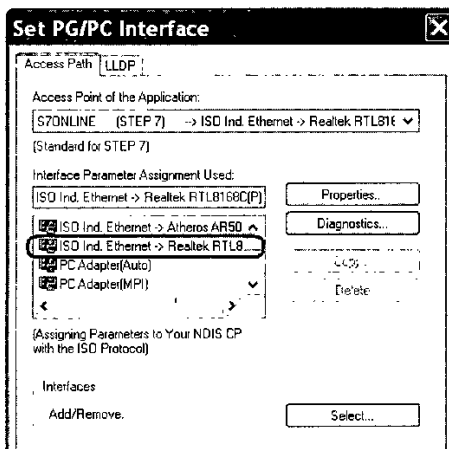 Set PG/PC Interface
Access Path LLDP
Access Point of the Application:
S7ONLINE (STEP 7) --> ISO Ind. Ethernet -> Realtek RTL816
(Standard for STEP 7)
Interface Parameter Assignment Used:
ISO Ind. Ethernet -> Realtek RTL8168C(P) Properties..
ISO Ind. Ethernet -> Atheros AR50 Diagnostics...
ISO Ind. Ethernet -> Realtek RTL8...
PC Adapter(Auto)
PC Adapter(MPI) Delete
(Assigning Parameters to Your NDIS CP
with the ISO Protocol)
Interfaces
Add/Remove. Select...